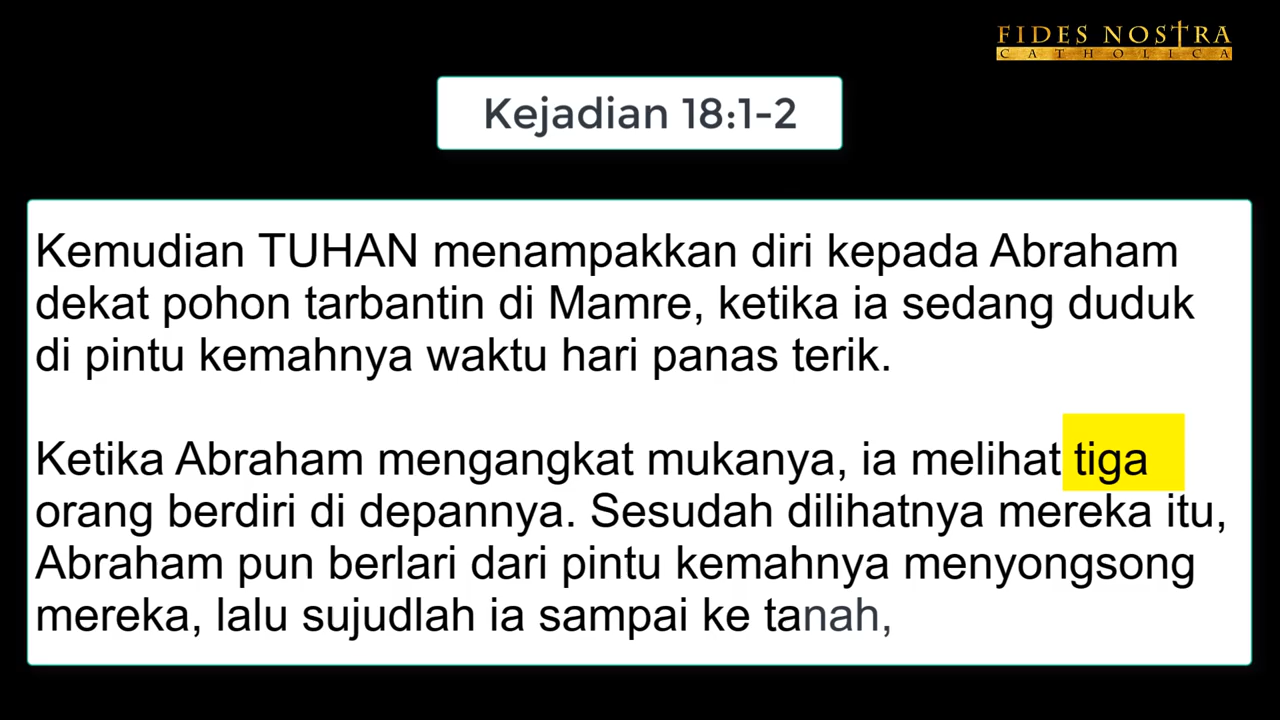 FIDES NOSTRA
CATHOLICA
Kejadian 18:1-2
Kemudian TUHAN menampakkan diri kepada Abraham
dekat pohon tarbantin di Mamre, ketika ia sedang duduk
di pintu kemahnya waktu hari panas terik.
Ketika Abraham mengangkat mukanya, ia melihat tiga
orang berdiri di depannya. Sesudah dilihatnya mereka itu,
Abraham pun berlari dari pintu kemahnya menyongsong
mereka, lalu sujudlah ia sampai ke tanah,